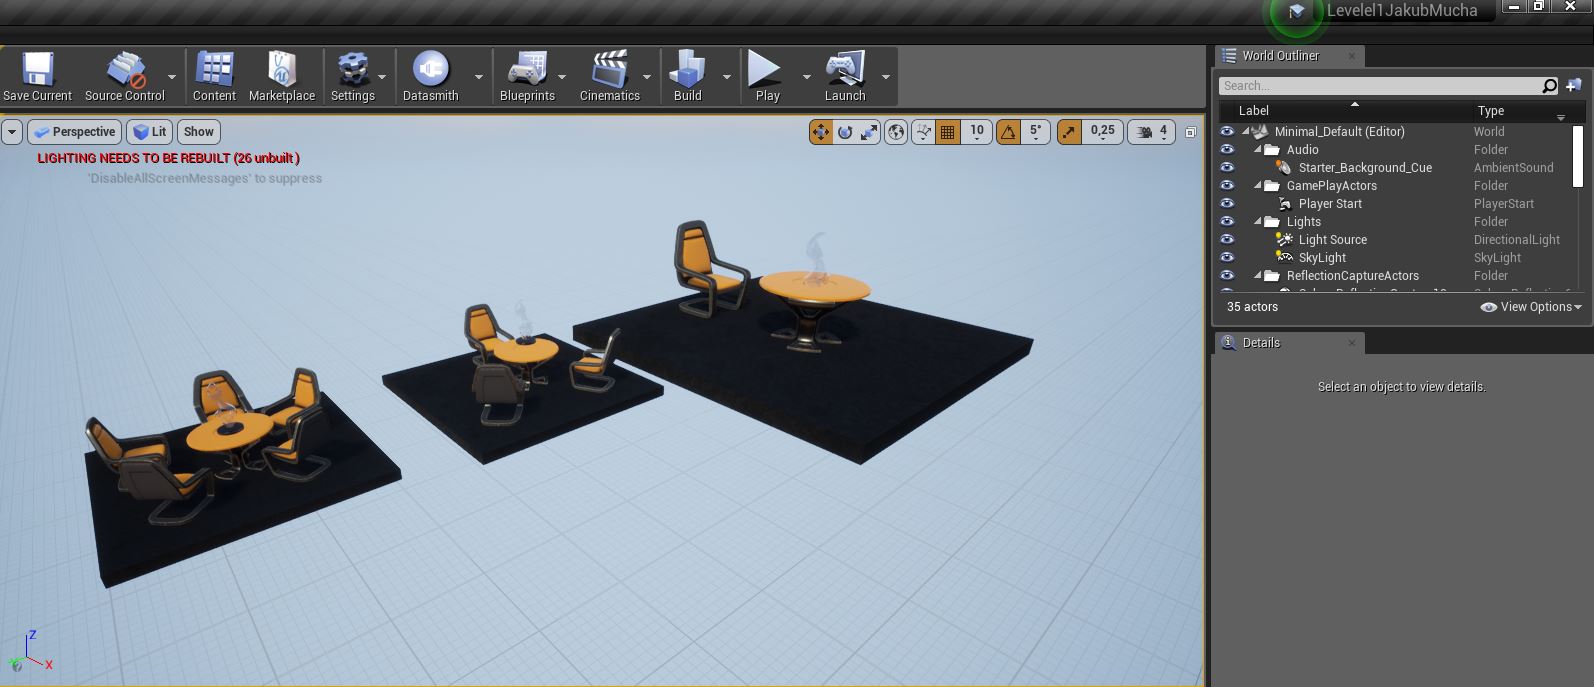 Levelel1JakubMucha
Save Current
Source Control
Content
Marketplace
Settings
Datasmith
Blueprints
Cinematics
Build
Play
Launch
Perspective
Lit
Show
10
5°
0,25
4
LIGHTING NEEDS TO BE REBUILT (26 unbuilt)
'DisableAllScreenMessages' to suppress
Z
X
World Outliner
Search...
Label Type
Minimal_Default (Editor) World
Audio Folder
Starter_Background_Cue AmbientSound
GamePlayActors Folder
Player Start PlayerStart
Lights Folder
Light Source DirectionalLight
SkyLight SkyLight
ReflectionCaptureActors Folder
35 actors
View Options
Details
Select an object to view details.